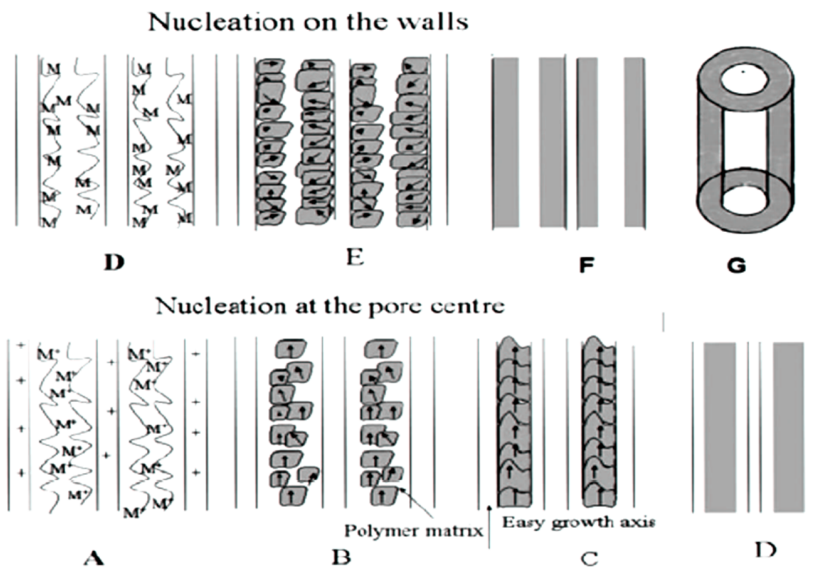 Nucleation on the walls
M M
M M M
M M M M
M M M
M M
M M
M M M M
M M
M M M
D E F G
Nucleation at the pore centre
+ M⁺ M⁺ +
+ M⁺ + M⁺
M⁺ M⁺
+ +
+ M⁺ M⁺ +
M⁺ +
+ M⁺ M⁺ +
M⁺ M⁺
M⁺
Polymer matrix Easy growth axis
A B C D